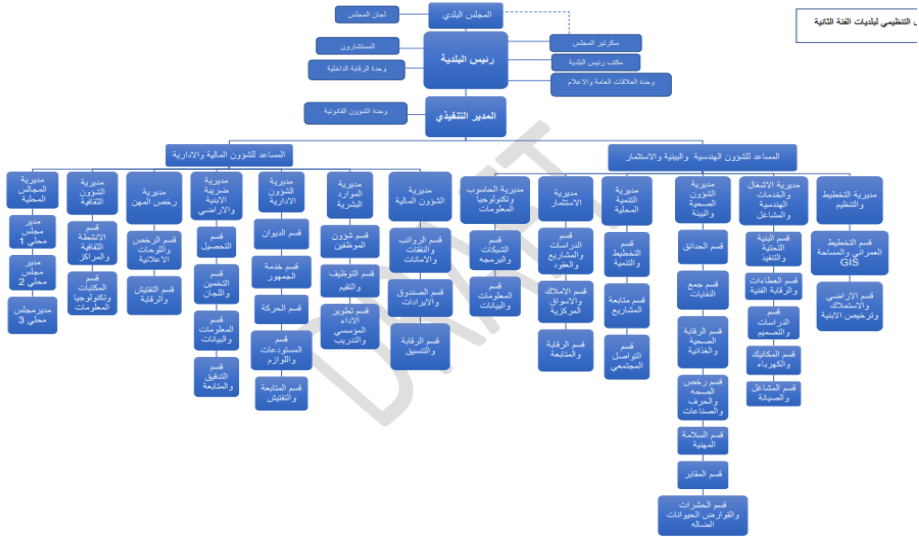 التنظيمي لبلديات الفئة الثانية
المجلس البلدي
لجان المجلس
سكرتير المجلس
رئيس البلدية
المستشارون
مكتب رئيس البلدية
وحدة الرقابة الداخلية
وحدة العلاقات العامة والاعلام
المدير التنفيذي
وحدة الشؤون القانونية
المساعد للشؤون الهندسية والبيئية والاستثمار
المساعد للشؤون المالية والادارية
مديرية التخطيط
والتنظيم
قسم التخطيط
العمراني والمساحة
GIS
قسم الاراضي
والاستملاك
وترخيص الابنية
مديرية الاشغال
والخدمات
الهندسية
والمشاغل
قسم البنية
التحتية
والتنفيذ
قسم العطاءات
والرقابة الفنية
قسم
الدراسات
والتصميم
قسم المكانيك
والكهرباء
قسم المشاغل
والصيانة
مديرية
الشؤون
الصحية
والبيئة
قسم الحدائق
قسم جمع
النفايات
قسم الرقابة
الصحية
والغذائية
قسم رخص
الصحه
والحرف
والصناعات
قسم السلامة
المهنية
قسم المقابر
قسم الحشرات
والقوارض الحيوانات
الضاله
مديرية
التنمية
المحلية
قسم
التخطيط
والتنمية
قسم متابعة
المشاريع
قسم
التواصل
المجتمعي
مديرية
الاستثمار
قسم
الدراسات
والمشاريع
والعقود
قسم الاملاك
والاسواق
المركزية
قسم الرقابة
والمتابعة
مديرية الحاسوب
وتكنولوجيا
المعلومات
قسم
الشبكات
والبرمجه
قسم
المعلومات
والبيانات
مديرية
الشؤون المالية
قسم الرواتب
والنفقات
والامانات
قسم الصندوق
والايرادات
قسم الرقابة
والتنسيق
مديرية
الموارد
البشرية
قسم شؤون
الموظفين
قسم التوظيف
والتقيم
قسم تطوير
الاداء
المؤسسي
والتدريب
مديرية
الشؤون
الادارية
قسم الديوان
قسم خدمة
الجمهور
قسم الحركة
قسم
المستودعات
واللوازم
قسم المتابعة
والتفتيش
مديرية
ضريبة
الابنية
والاراضي
قسم
التحصيل
قسم
التخمين
واللجان
قسم
المعلومات
والبيانات
قسم
التدقيق
والمتابعة
مديرية
رخص المهن
قسم الرخص
واللوحات
الاعلانية
قسم التفتيش
والرقابة
مديرية
الشؤون
الثقافية
قسم
الانشطة
الثقافية
والمراكز
قسم
المكتبات
وتكنولوجيا
المعلومات
مديرية
المجالس
المحلية
مدير
مجلس
محلي 1
مدير
مجلس
محلي 2
مدير مجلس
محلي 3
DRAFT